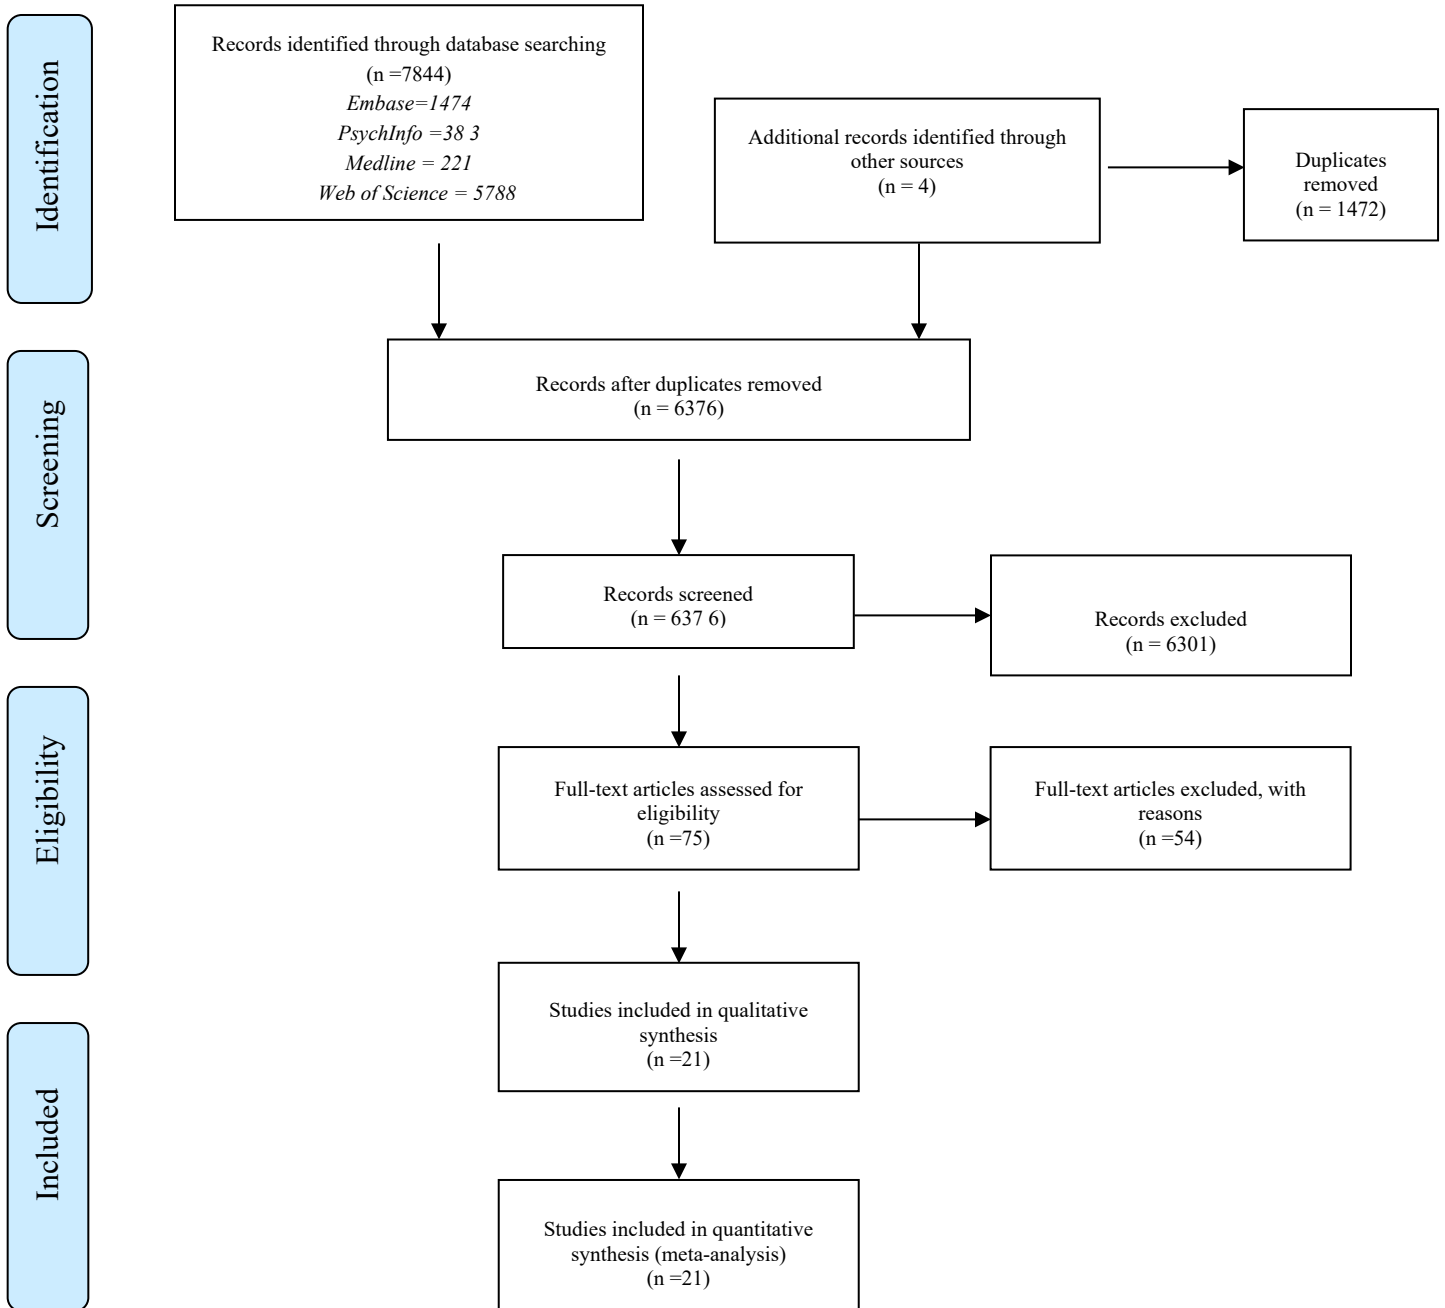 Identification
Records identified through database searching
(n =7844)
Embase=1474
PsychInfo =38 3
Medline = 221
Web of Science = 5788
Additional records identified through
other sources
(n = 4)
Duplicates
removed
(n = 1472)
Screening
Records after duplicates removed
(n = 6376)
Records screened
(n = 637 6)
Records excluded
(n = 6301)
Eligibility
Full-text articles assessed for
eligibility
(n =75)
Full-text articles excluded, with
reasons
(n =54)
Included
Studies included in qualitative
synthesis
(n =21)
Studies included in quantitative
synthesis (meta-analysis)
(n =21)